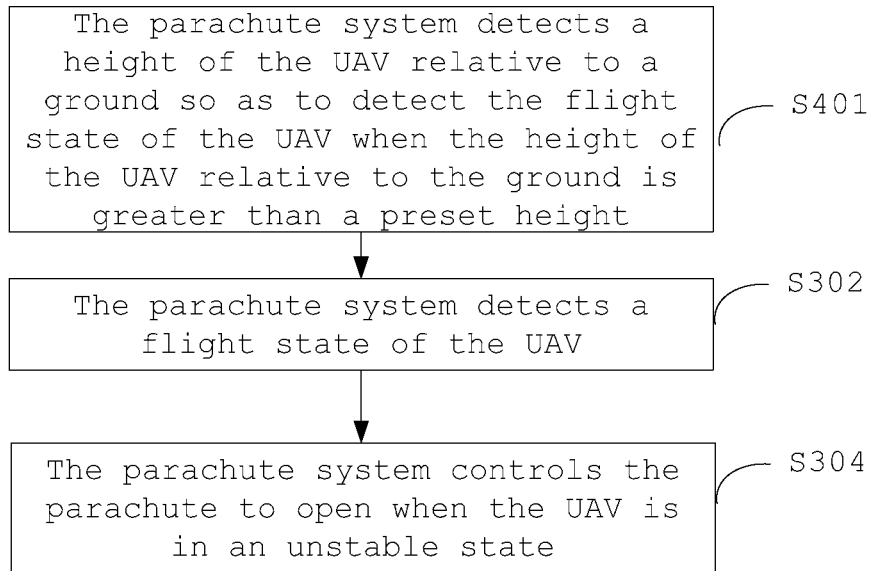 The parachute system detects a
height of the UAV relative to a
ground so as to detect the flight
state of the UAV when the height of
the UAV relative to the ground is
greater than a preset height
S401
The parachute system detects a
flight state of the UAV
S302
The parachute system controls the
parachute to open when the UAV is
in an unstable state
S304